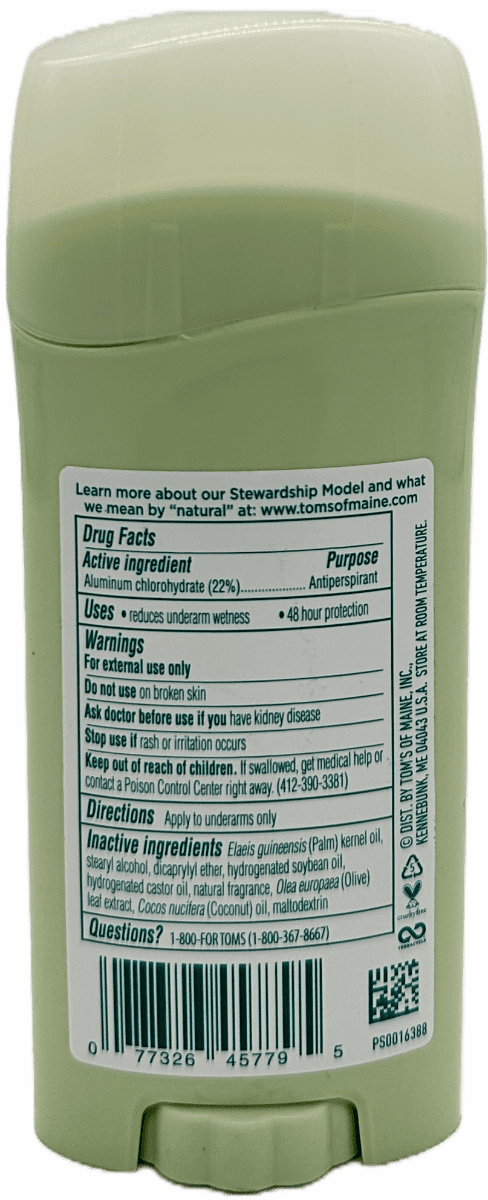 Learn more about our Stewardship Model and what
we mean by “natural” at: www.tomsofmaine.com
Drug Facts
Active ingredient Purpose
Aluminum chlorohydrate (22%)..................... Antiperspirant
Uses • reduces underarm wetness • 48 hour protection
Warnings
For external use only
Do not use on broken skin
Ask doctor before use if you have kidney disease
Stop use if rash or irritation occurs
Keep out of reach of children. If swallowed, get medical help or
contact a Poison Control Center right away. (412-390-3381)
Directions Apply to underarms only
Inactive ingredients Elaeis guineensis (Palm) kernel oil,
stearyl alcohol, dicaprylyl ether, hydrogenated soybean oil,
hydrogenated castor oil, natural fragrance, Olea europaea (Olive)
leaf extract, Cocos nucifera (Coconut) oil, maltodextrin
Questions? 1-800-FOR TOMS (1-800-367-8667)
0 77326 45779 5
© DIST. BY TOM'S OF MAINE, INC.,
KENNEBUNK, ME 04043 U.S.A. STORE AT ROOM TEMPERATURE.
5
crueltyfree
TERRACYCLE
PS0016388